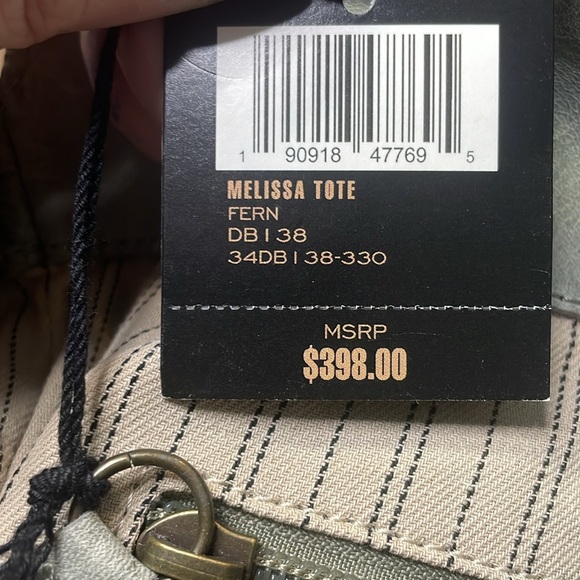 1 90918 47769 5
MELISSA TOTE
FERN
DB138
34DB138-330
MSRP
$398.00